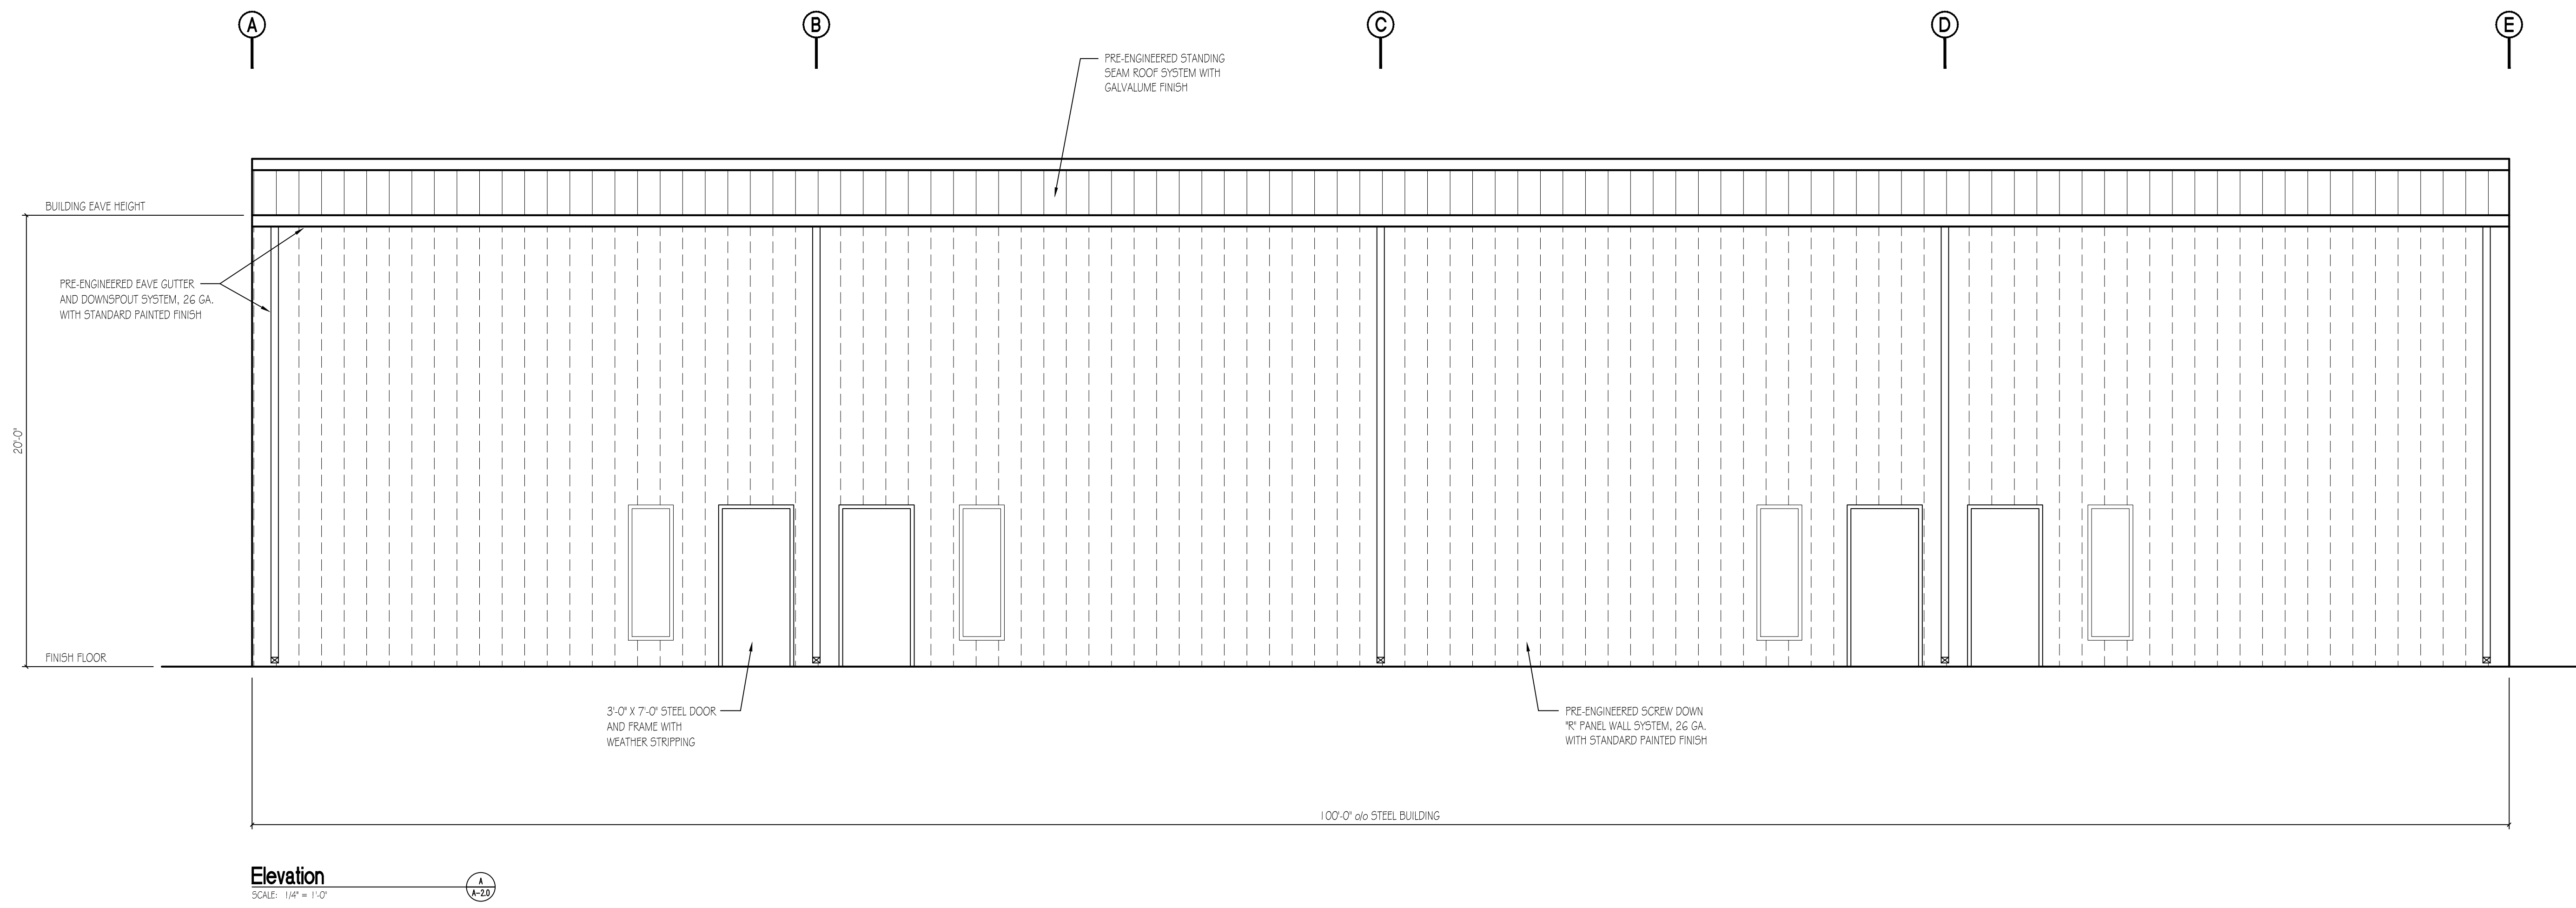 A
B
C
D
E
PRE-ENGINEERED STANDING
SEAM ROOF SYSTEM WITH
GALVALUME FINISH
BUILDING EAVE HEIGHT
PRE-ENGINEERED EAVE GUTTER
AND DOWNSPOUT SYSTEM, 26 GA.
WITH STANDARD PAINTED FINISH
20'-0"
FINISH FLOOR
3'-0" X 7'-0" STEEL DOOR
AND FRAME WITH
WEATHER STRIPPING
PRE-ENGINEERED SCREW DOWN
"R" PANEL WALL SYSTEM, 26 GA.
WITH STANDARD PAINTED FINISH
100'-0" o/o STEEL BUILDING
Elevation
SCALE: 1/4" = 1'-0"
A
A-2.0